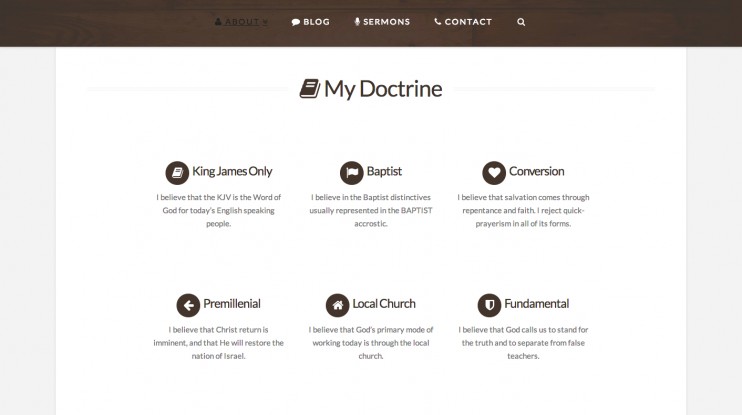 ABOUT BLOG SERMONS CONTACT
My Doctrine
King James Only
I believe that the KJV is the Word of
God for today's English speaking
people.
Baptist
I believe in the Baptist distinctives
usually represented in the BAPTIST
accrostic.
Conversion
I believe that salvation comes through
repentance and faith. I reject quick-
prayerism in all of its forms.
Premillenial
I believe that Christ return is
imminent, and that He will restore the
nation of Israel.
Local Church
I believe that God's primary mode of
working today is through the local
church.
Fundamental
I believe that God calls us to stand for
the truth and to separate from false
teachers.